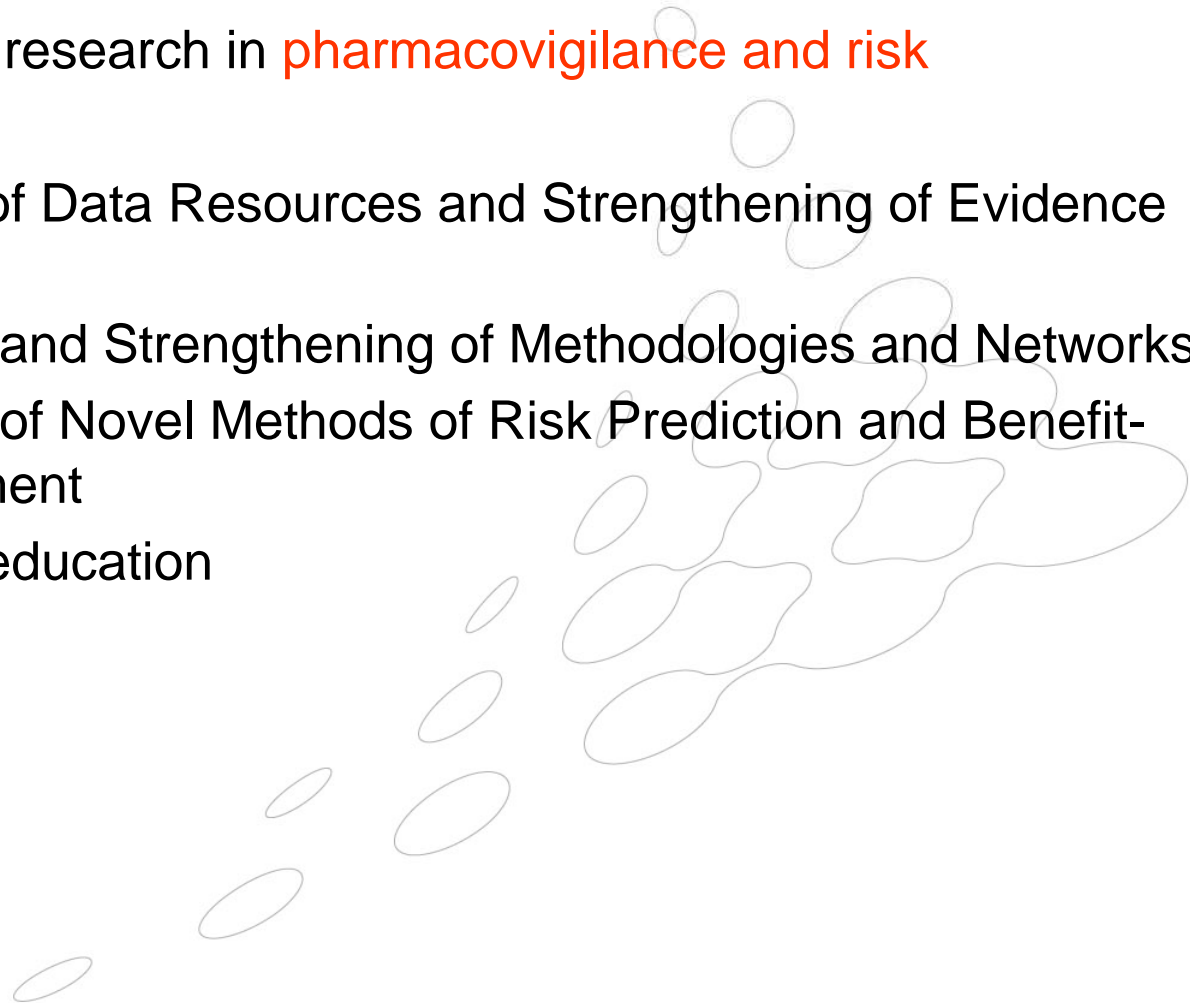 research in pharmacovigilance and risk
of Data Resources and Strengthening of Evidence
and Strengthening of Methodologies and Networks
of Novel Methods of Risk Prediction and Benefit-
ment
education